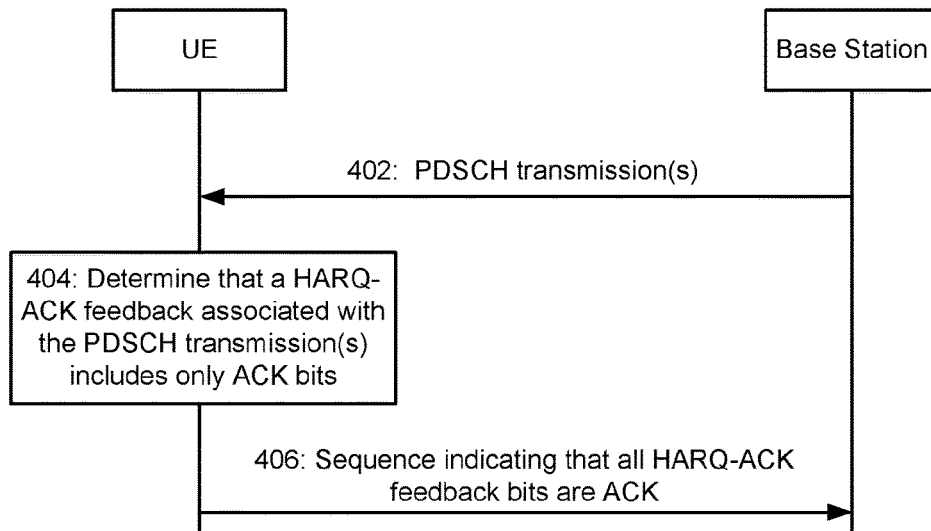 UE
Base Station
402: PDSCH transmission(s)
404: Determine that a HARQ-
ACK feedback associated with
the PDSCH transmission(s)
includes only ACK bits
406: Sequence indicating that all HARQ-ACK
feedback bits are ACK